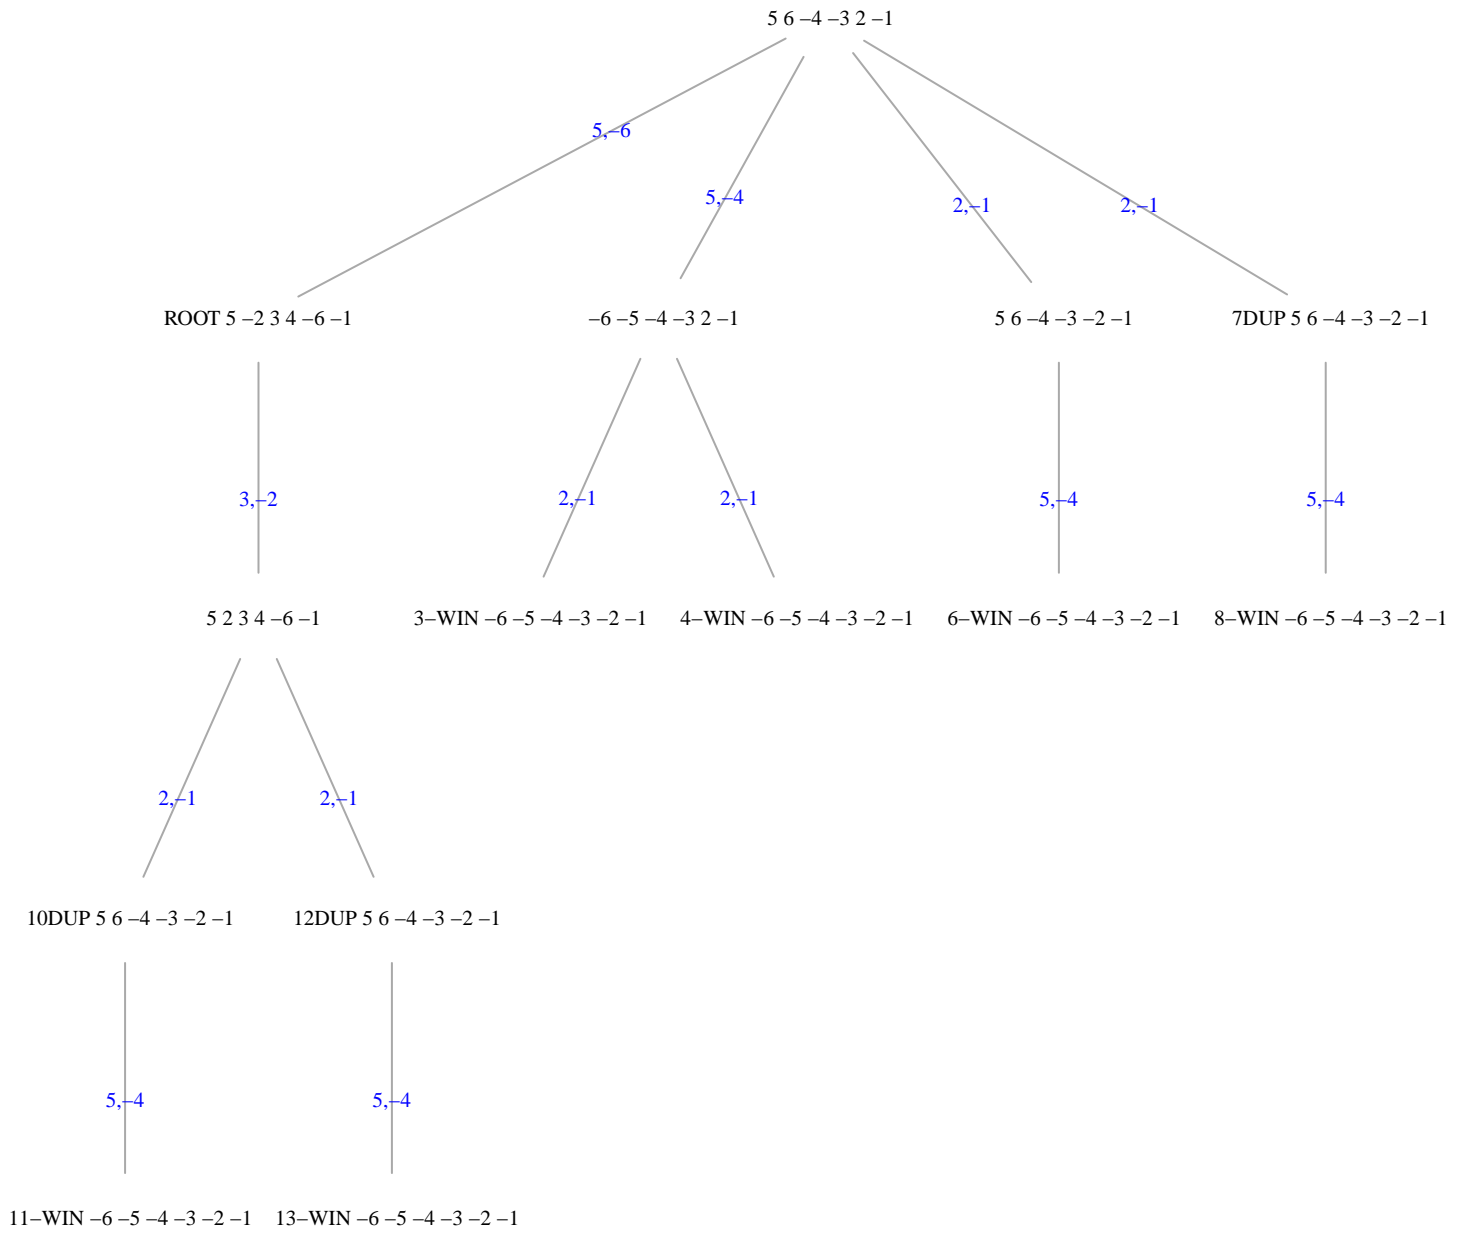 5 6 –4 –3 2 –1
5,–6
5,–4
2,–1
2,–1
ROOT 5 –2 3 4 –6 –1
–6 –5 –4 –3 2 –1
5 6 –4 –3 –2 –1
7DUP 5 6 –4 –3 –2 –1
3,–2
2,–1
2,–1
5,–4
5,–4
5 2 3 4 –6 –1
3–WIN –6 –5 –4 –3 –2 –1
4–WIN –6 –5 –4 –3 –2 –1
6–WIN –6 –5 –4 –3 –2 –1
8–WIN –6 –5 –4 –3 –2 –1
2,–1
2,–1
10DUP 5 6 –4 –3 –2 –1
12DUP 5 6 –4 –3 –2 –1
5,–4
5,–4
11–WIN –6 –5 –4 –3 –2 –1
13–WIN –6 –5 –4 –3 –2 –1